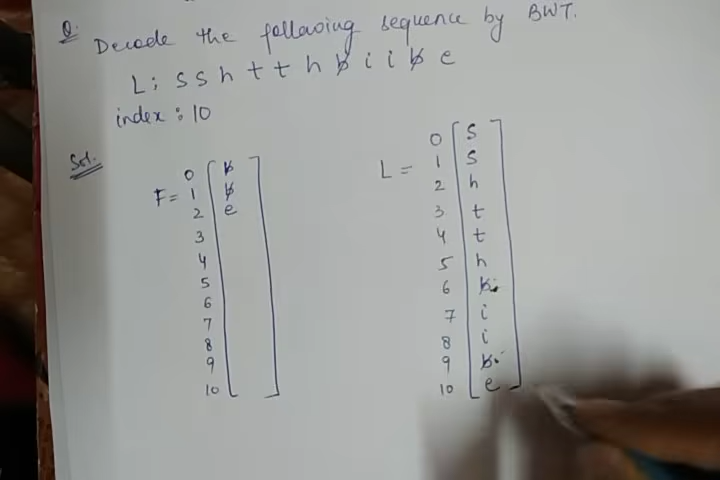 Q. Decode the following sequence by BWT.
L: s s h t t h b̸ i i b̸ e
index : 10
Sol.
F = 0 b̸
1 b̸
2 e
3
4
5
6
7
8
9
10
L = 0 s
1 s
2 h
3 t
4 t
5 h
6 b̸
7 i
8 i
9 b̸
10 e